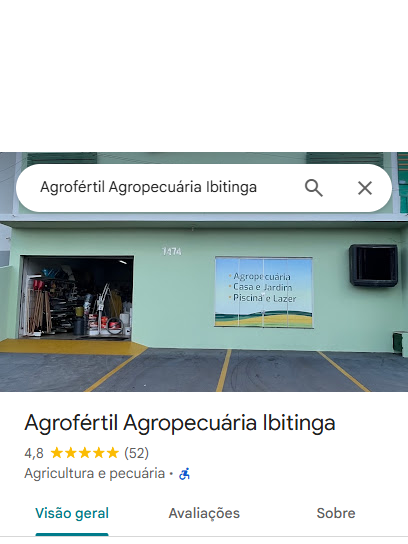 Agrofértil Agropecuária Ibitinga
1474
• Agropecuária
• Casa e Jardim
• Piscina e Lazer
Agrofértil Agropecuária Ibitinga
4,8 ★★★★★ (52)
Agricultura e pecuária •
Visão geral Avaliações Sobre